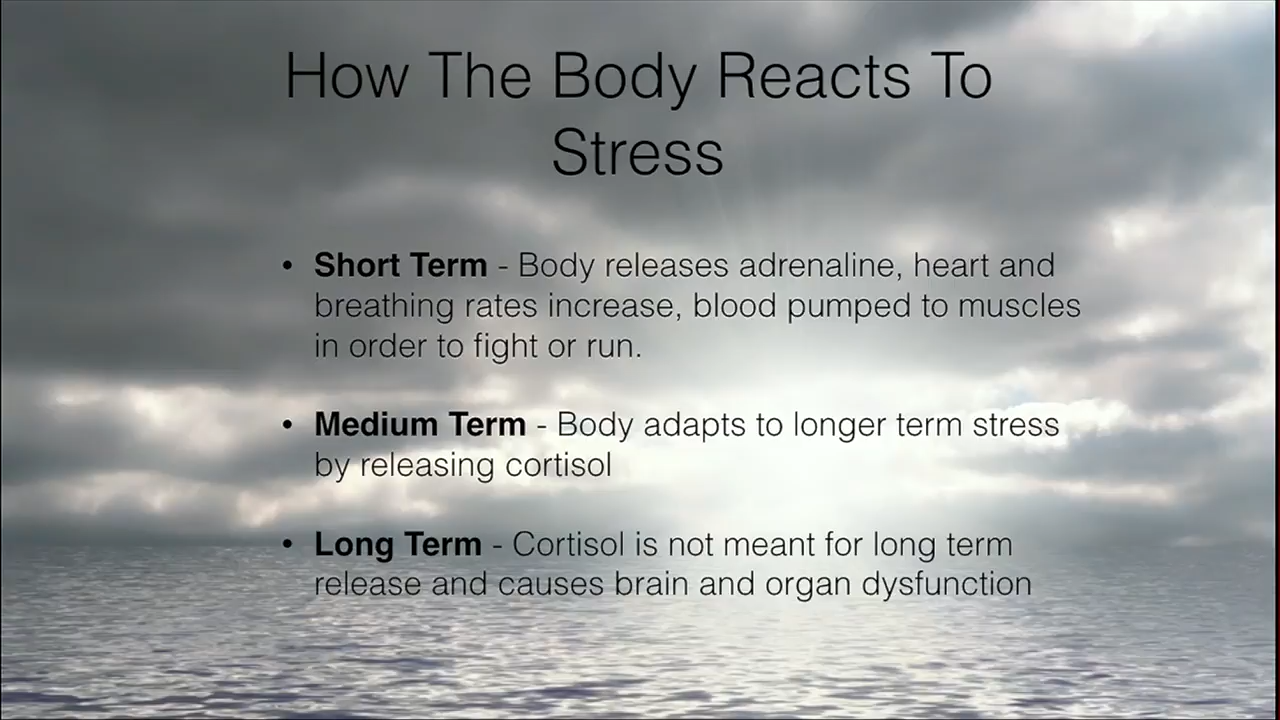 How The Body Reacts To
Stress
• Short Term - Body releases adrenaline, heart and
breathing rates increase, blood pumped to muscles
in order to fight or run.
• Medium Term - Body adapts to longer term stress
by releasing cortisol
• Long Term - Cortisol is not meant for long term
release and causes brain and organ dysfunction